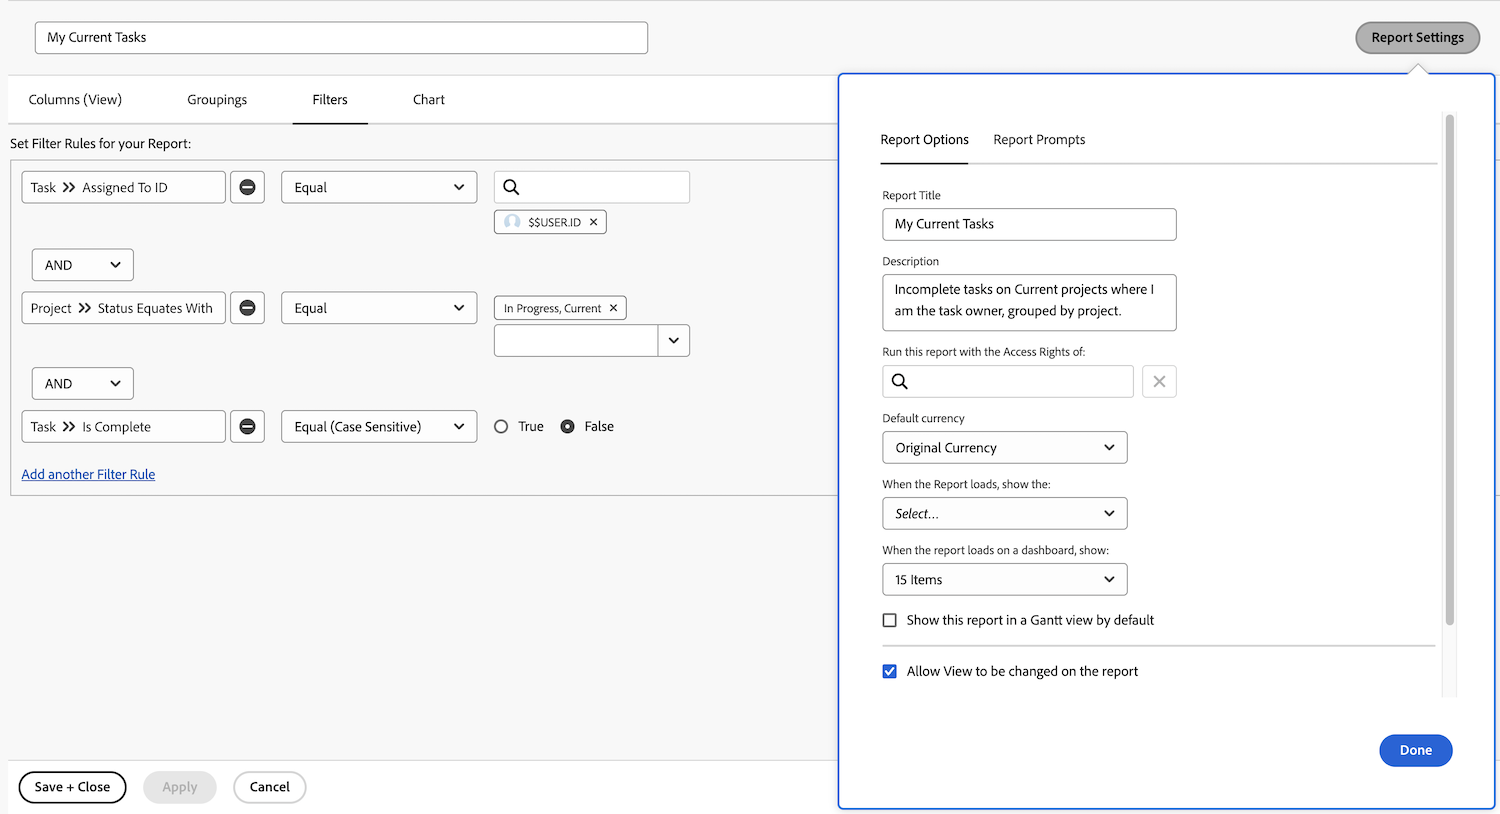 My Current Tasks
Report Settings
Columns (View) Groupings Filters Chart
Set Filter Rules for your Report:
Task Assigned To ID
Equal
$$USER.ID
AND
Project Status Equates With
Equal
In Progress, Current
AND
Task Is Complete
Equal (Case Sensitive)
True False
Add another Filter Rule
Save + Close Apply Cancel
Report Options Report Prompts
Report Title
My Current Tasks
Description
Incomplete tasks on Current projects where I
am the task owner, grouped by project.
Run this report with the Access Rights of:
Default currency
Original Currency
When the Report loads, show the:
Select...
When the report loads on a dashboard, show:
15 Items
Show this report in a Gantt view by default
Allow View to be changed on the report
Done